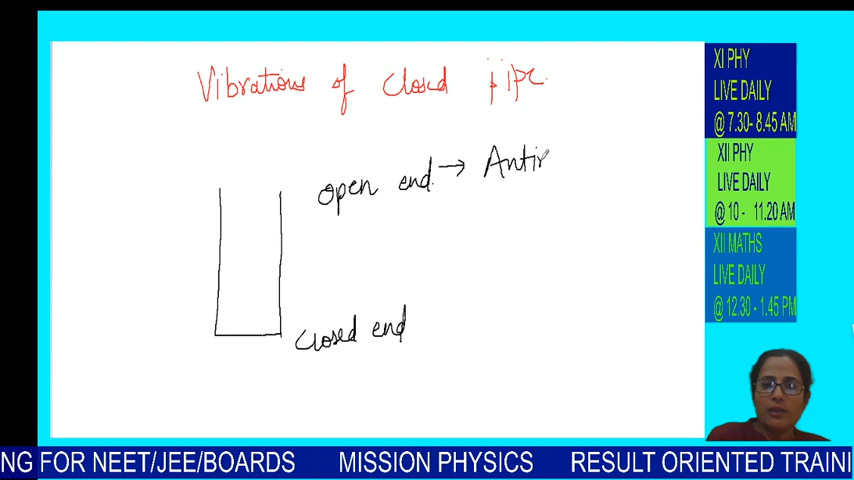 Vibrations of Closed pipe
open end → Antin
closed end
XI PHY
LIVE DAILY
@ 7.30- 8.45 AM
XII PHY
LIVE DAILY
@ 10 - 11.20 AM
XII MATHS
LIVE DAILY
@ 12.30 - 1.45 PM
NG FOR NEET/JEE/BOARDS MISSION PHYSICS RESULT ORIENTED TRAINI